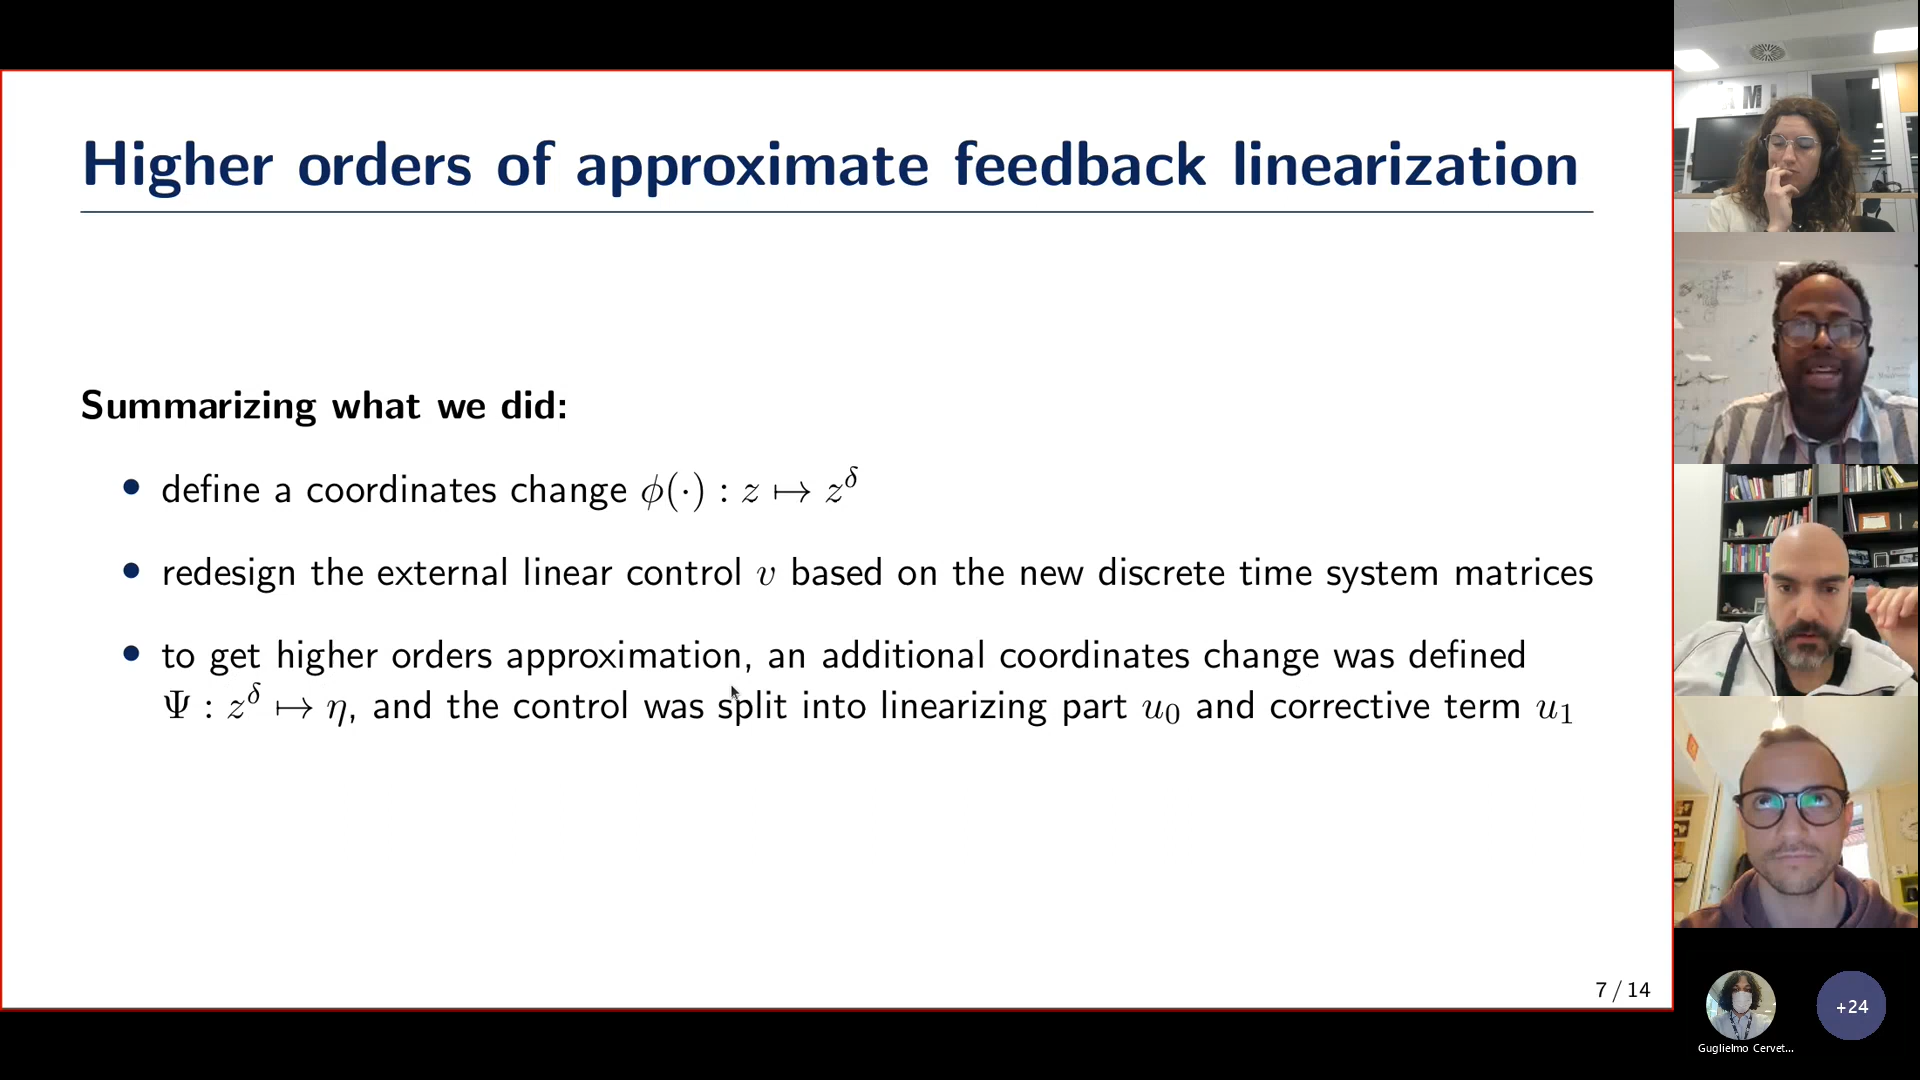 Higher orders of approximate feedback linearization
Summarizing what we did:
• define a coordinates change ϕ(·) : z ↦ z^δ
• redesign the external linear control v based on the new discrete time system matrices
• to get higher orders approximation, an additional coordinates change was defined
Ψ : z^δ ↦ η, and the control was split into linearizing part u₀ and corrective term u₁
7 / 14
+24
Guglielmo Cervet...